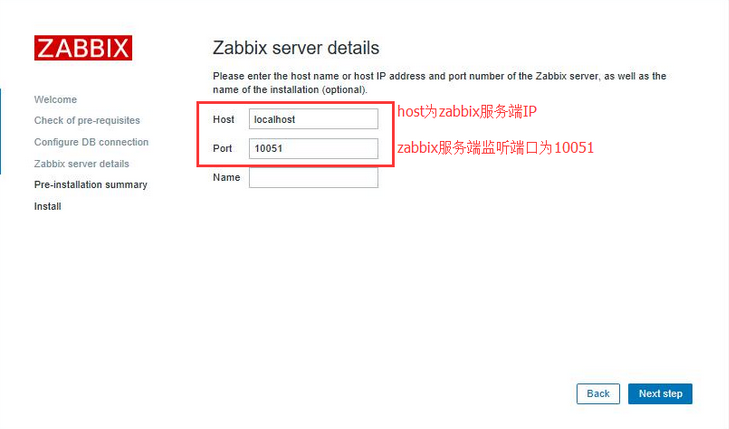 ZABBIX
Zabbix server details
Please enter the host name or host IP address and port number of the Zabbix server, as well as the
name of the installation (optional).
Welcome
Check of pre-requisites
Configure DB connection
Zabbix server details
Pre-installation summary
Install
Host localhost host为zabbix服务端IP
Port 10051 zabbix服务端监听端口为10051
Name
Back Next step